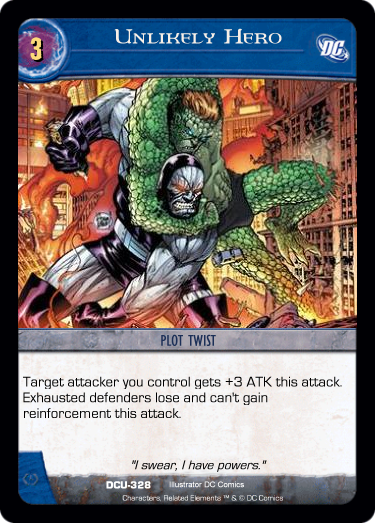 3
UNLIKELY HERO
DC
PLOT TWIST
Target attacker you control gets +3 ATK this attack.
Exhausted defenders lose and can't gain
reinforcement this attack.
"I swear, I have powers."
DCU-328 Illustrator DC Comics
Characters, Related Elements ™ & © DC Comics